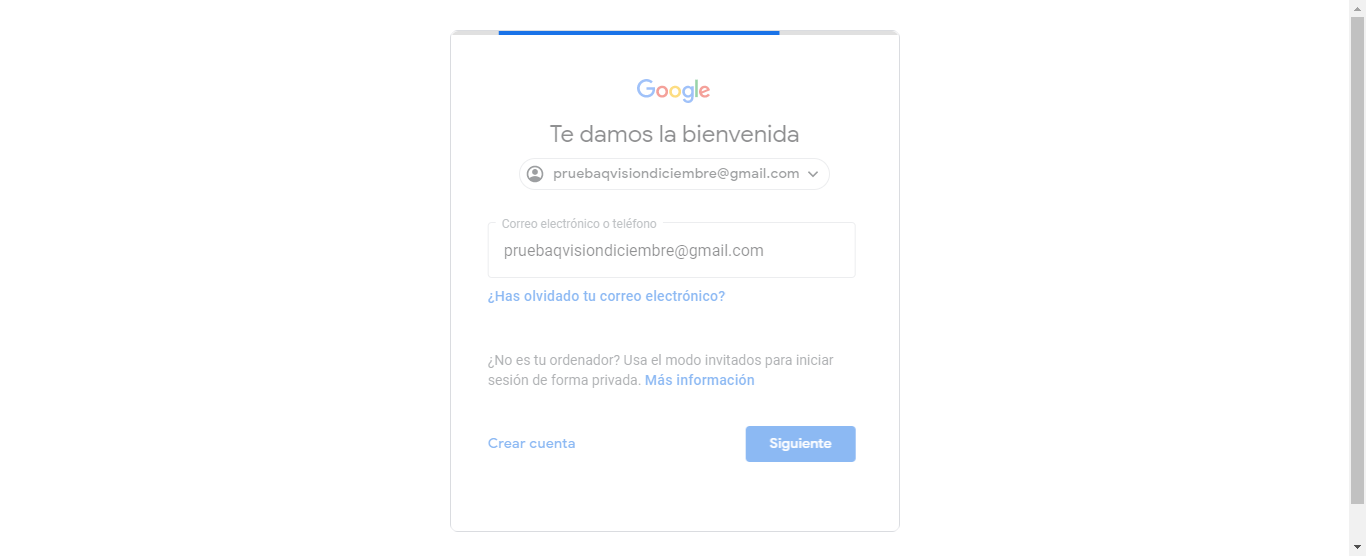 Google
Te damos la bienvenida
pruebaqvisiondiciembre@gmail.com
Correo electrónico o teléfono
pruebaqvisiondiciembre@gmail.com
¿Has olvidado tu correo electrónico?
¿No es tu ordenador? Usa el modo invitados para iniciar
sesión de forma privada. Más información
Crear cuenta
Siguiente